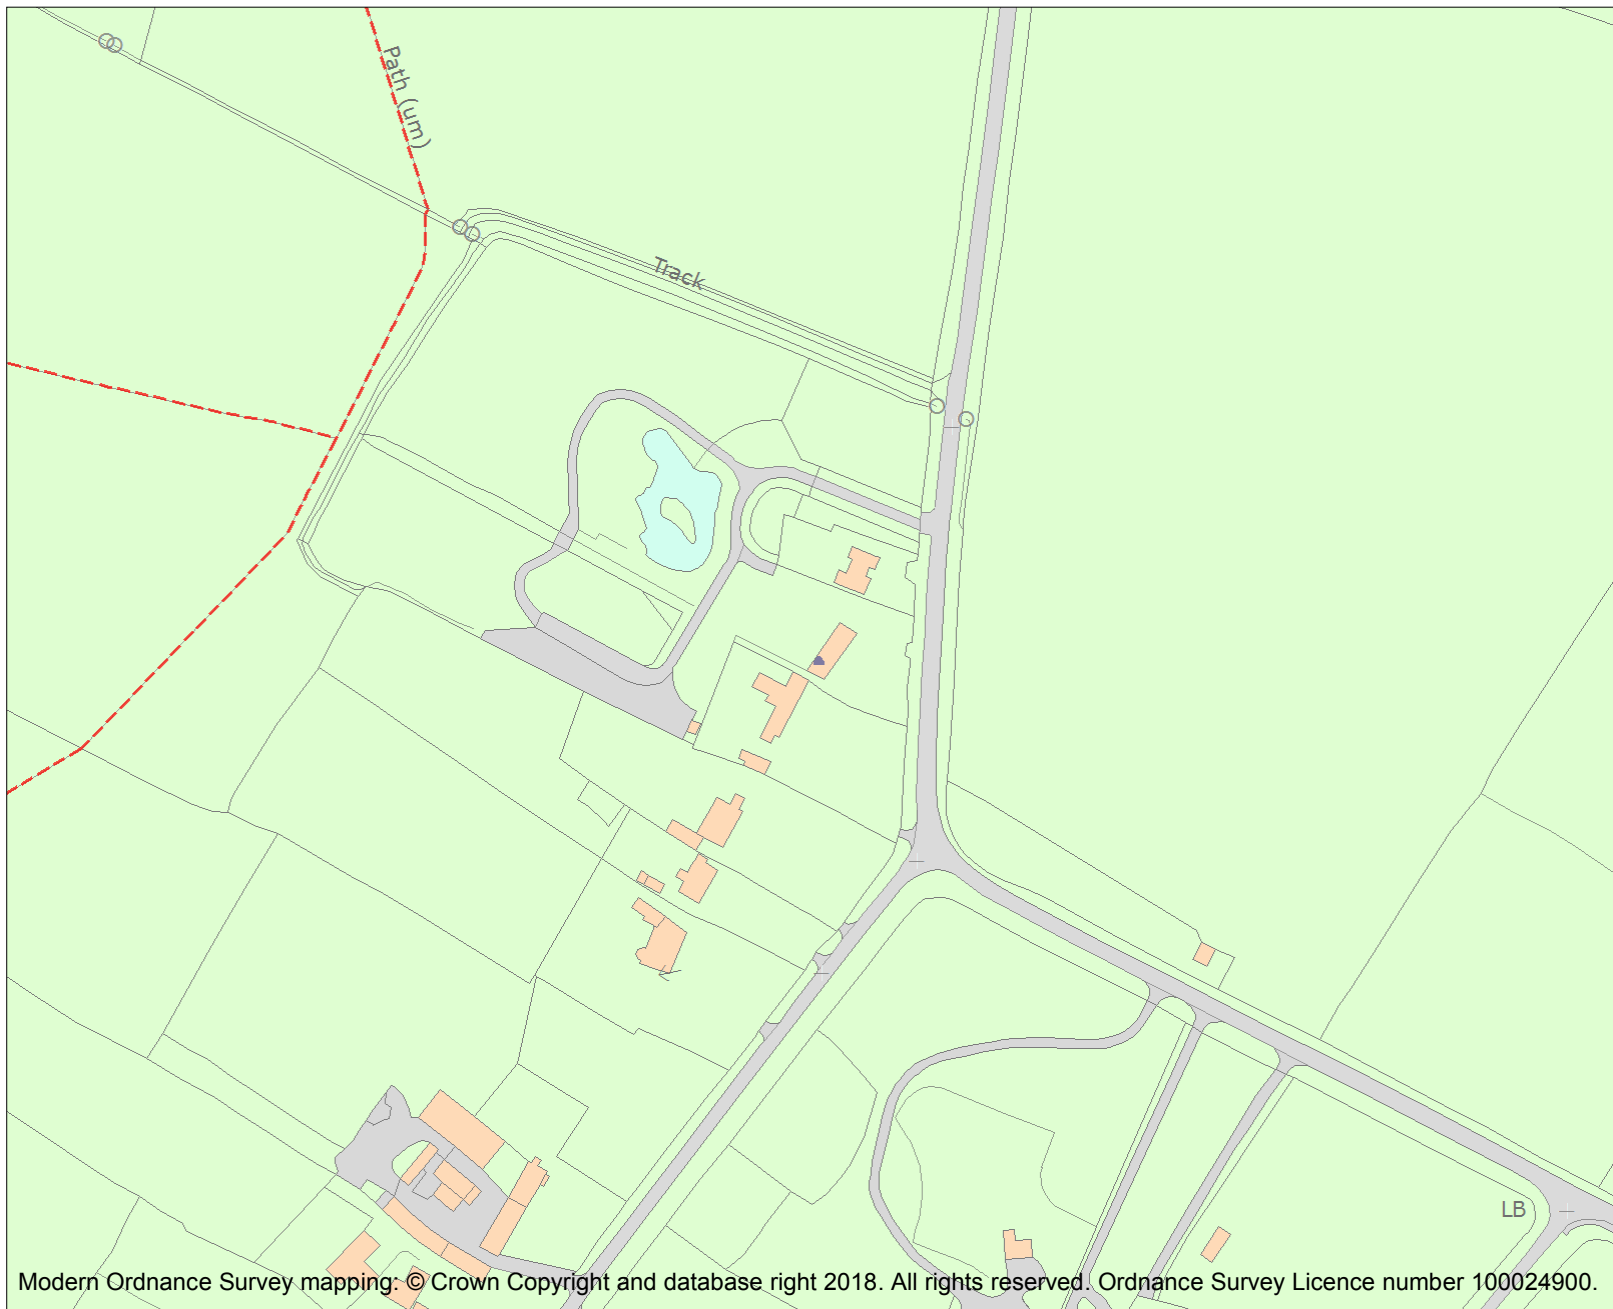 Path (um)
Track
LB
Modern Ordnance Survey mapping: © Crown Copyright and database right 2018. All rights reserved. Ordnance Survey Licence number 100024900.